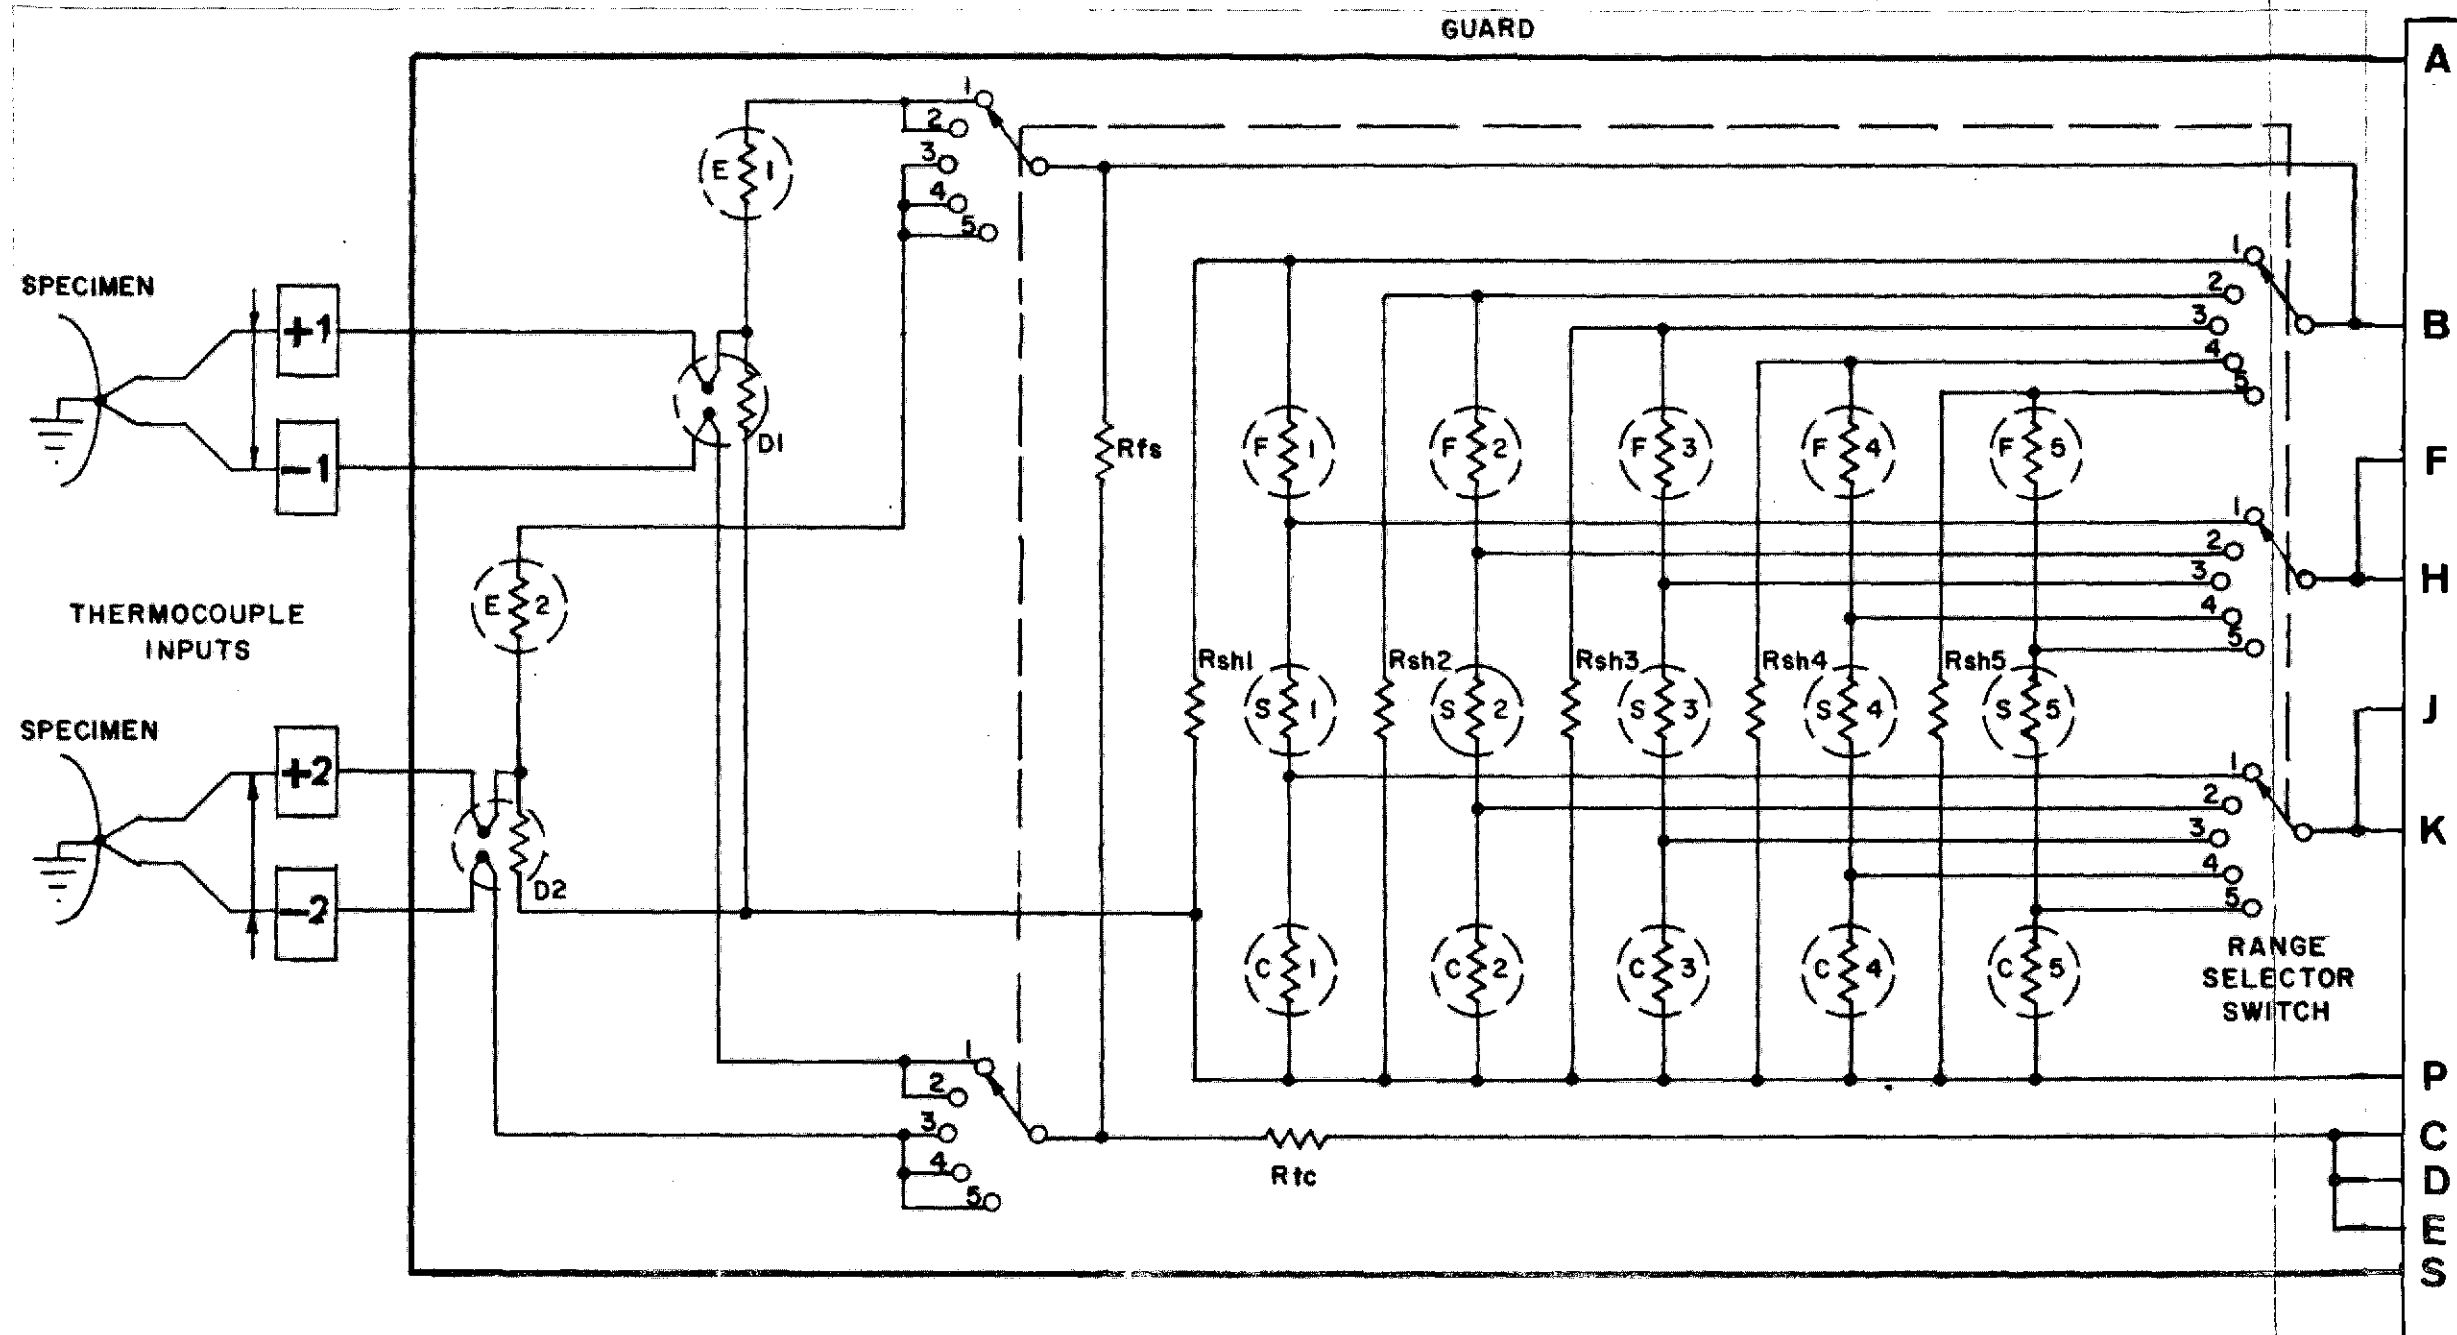 GUARD
A
1
2
3
4
5
E 1
SPECIMEN
+1
-1
D1
Rfs
1
2
3
4
5
B
F 1
F 2
F 3
F 4
F 5
F
1
2
3
4
5
H
THERMOCOUPLE
INPUTS
E 2
Rsh1
Rsh2
Rsh3
Rsh4
Rsh5
S 1
S 2
S 3
S 4
S 5
J
SPECIMEN
+2
-2
D2
1
2
3
4
5
K
C 1
C 2
C 3
C 4
C 5
RANGE
SELECTOR
SWITCH
1
2
3
4
5
P
Rtc
C
D
E
S